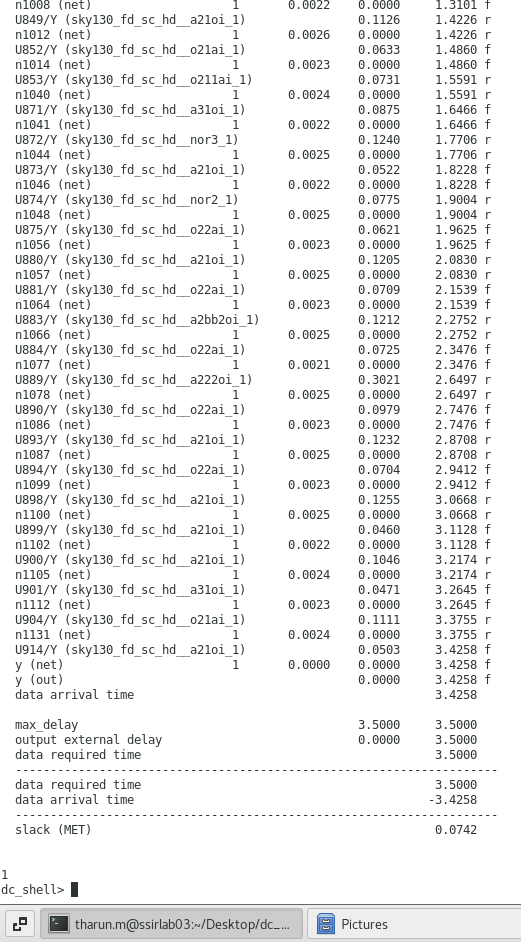 n1008 (net) 1 0.0022 0.0000 1.3101 f
U849/Y (sky130_fd_sc_hd__a21oi_1) 0.1126 1.4226 r
n1012 (net) 1 0.0026 0.0000 1.4226 r
U852/Y (sky130_fd_sc_hd__o21ai_1) 0.0633 1.4860 f
n1014 (net) 1 0.0023 0.0000 1.4860 f
U853/Y (sky130_fd_sc_hd__o211ai_1) 0.0731 1.5591 r
n1040 (net) 1 0.0024 0.0000 1.5591 r
U871/Y (sky130_fd_sc_hd__a31oi_1) 0.0875 1.6466 f
n1041 (net) 1 0.0022 0.0000 1.6466 f
U872/Y (sky130_fd_sc_hd__nor3_1) 0.1240 1.7706 r
n1044 (net) 1 0.0025 0.0000 1.7706 r
U873/Y (sky130_fd_sc_hd__a21oi_1) 0.0522 1.8228 f
n1046 (net) 1 0.0022 0.0000 1.8228 f
U874/Y (sky130_fd_sc_hd__nor2_1) 0.0775 1.9004 r
n1048 (net) 1 0.0025 0.0000 1.9004 r
U875/Y (sky130_fd_sc_hd__o22ai_1) 0.0621 1.9625 f
n1056 (net) 1 0.0023 0.0000 1.9625 f
U880/Y (sky130_fd_sc_hd__a21oi_1) 0.1205 2.0830 r
n1057 (net) 1 0.0025 0.0000 2.0830 r
U881/Y (sky130_fd_sc_hd__o22ai_1) 0.0709 2.1539 f
n1064 (net) 1 0.0023 0.0000 2.1539 f
U883/Y (sky130_fd_sc_hd__a2bb2oi_1) 0.1212 2.2752 r
n1066 (net) 1 0.0025 0.0000 2.2752 r
U884/Y (sky130_fd_sc_hd__o22ai_1) 0.0725 2.3476 f
n1077 (net) 1 0.0021 0.0000 2.3476 f
U889/Y (sky130_fd_sc_hd__a222oi_1) 0.3021 2.6497 r
n1078 (net) 1 0.0025 0.0000 2.6497 r
U890/Y (sky130_fd_sc_hd__o22ai_1) 0.0979 2.7476 f
n1086 (net) 1 0.0023 0.0000 2.7476 f
U893/Y (sky130_fd_sc_hd__a21oi_1) 0.1232 2.8708 r
n1087 (net) 1 0.0025 0.0000 2.8708 r
U894/Y (sky130_fd_sc_hd__o22ai_1) 0.0704 2.9412 f
n1099 (net) 1 0.0023 0.0000 2.9412 f
U898/Y (sky130_fd_sc_hd__a21oi_1) 0.1255 3.0668 r
n1100 (net) 1 0.0025 0.0000 3.0668 r
U899/Y (sky130_fd_sc_hd__a21oi_1) 0.0460 3.1128 f
n1102 (net) 1 0.0022 0.0000 3.1128 f
U900/Y (sky130_fd_sc_hd__a21oi_1) 0.1046 3.2174 r
n1105 (net) 1 0.0024 0.0000 3.2174 r
U901/Y (sky130_fd_sc_hd__a31oi_1) 0.0471 3.2645 f
n1112 (net) 1 0.0023 0.0000 3.2645 f
U904/Y (sky130_fd_sc_hd__o21ai_1) 0.1111 3.3755 r
n1131 (net) 1 0.0024 0.0000 3.3755 r
U914/Y (sky130_fd_sc_hd__a21oi_1) 0.0503 3.4258 f
y (net) 1 0.0000 0.0000 3.4258 f
y (out) 0.0000 3.4258 f
data arrival time 3.4258
max_delay 3.5000 3.5000
output external delay 0.0000 3.5000
data required time 3.5000
---------------------------------------------------------------------
data required time 3.5000
data arrival time -3.4258
---------------------------------------------------------------------
slack (MET) 0.0742
1
dc_shell>
tharun.m@ssirlab03:~/Desktop/dc_... Pictures